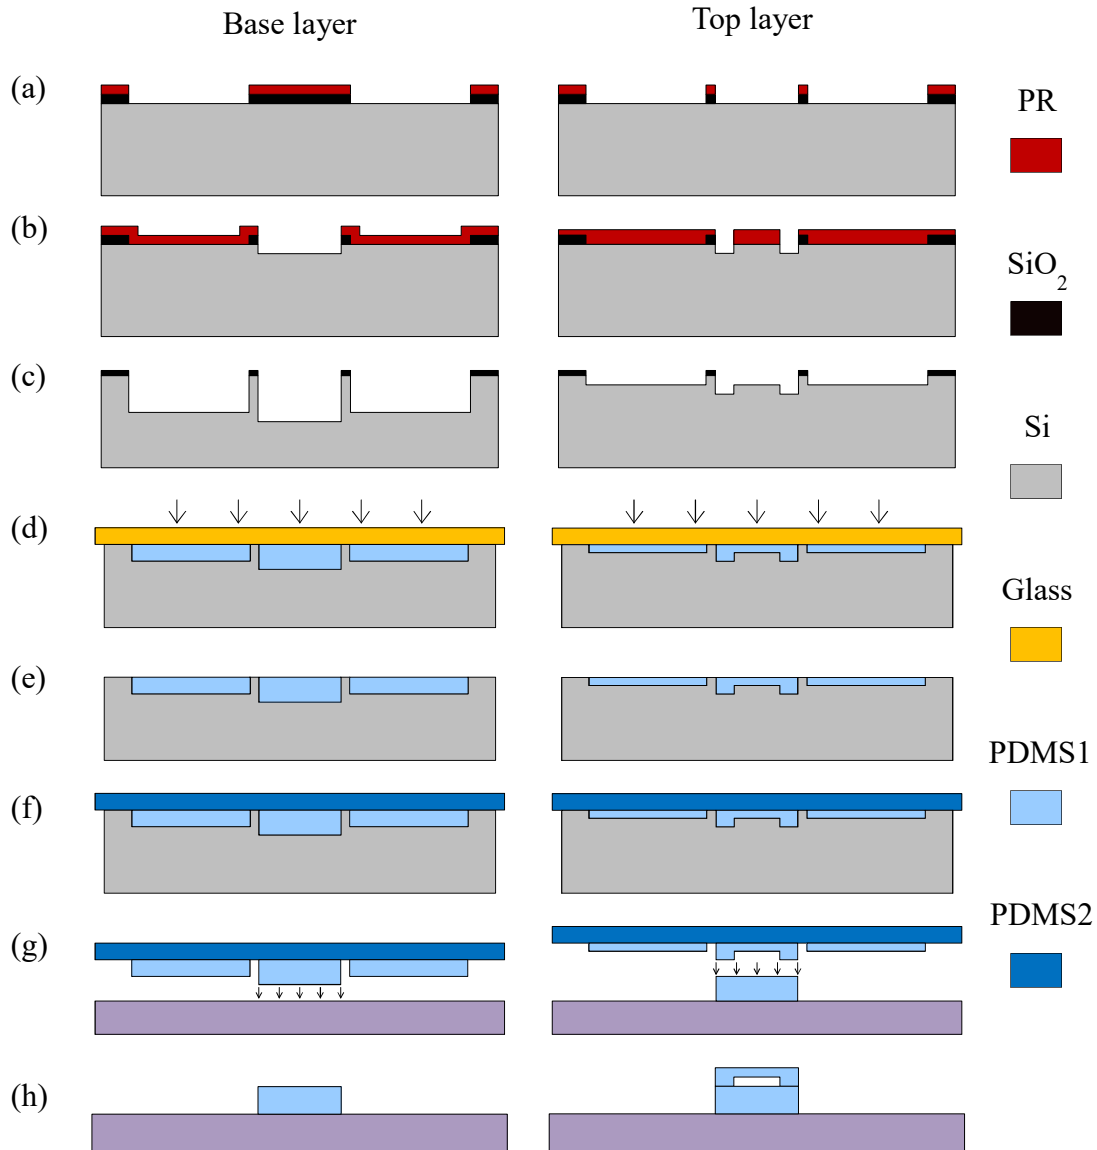 Base layer
Top layer
(a)
PR
(b)
SiO2
(c)
Si
(d)
Glass
(e)
PDMS1
(f)
PDMS2
(g)
(h)